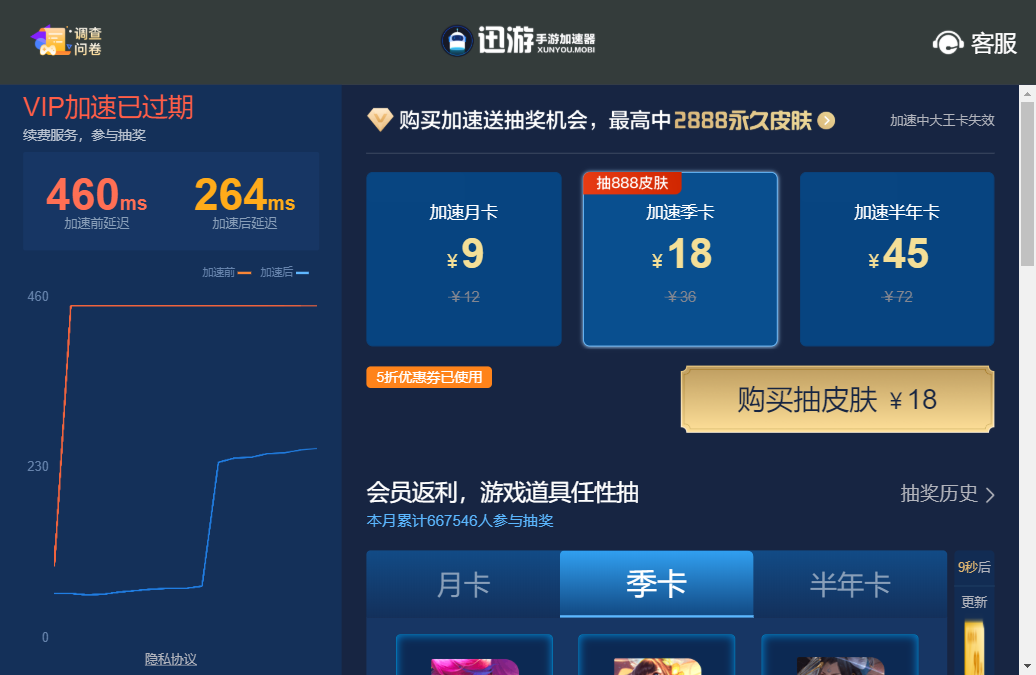 调查
问卷
迅游手游加速器
XUNYOU.MOBI
客服
VIP加速已过期
续费服务，参与抽奖
460ms
264ms
加速前延迟
加速后延迟
加速前
加速后
460
230
0
隐私协议
购买加速送抽奖机会，最高中2888永久皮肤
加速中大王卡失效
加速月卡
¥9
¥12
抽888皮肤
加速季卡
¥18
¥36
加速半年卡
¥45
¥72
5折优惠券已使用
购买抽皮肤 ¥18
会员返利，游戏道具任性抽
抽奖历史
本月累计667546人参与抽奖
月卡
季卡
半年卡
9秒后
更新